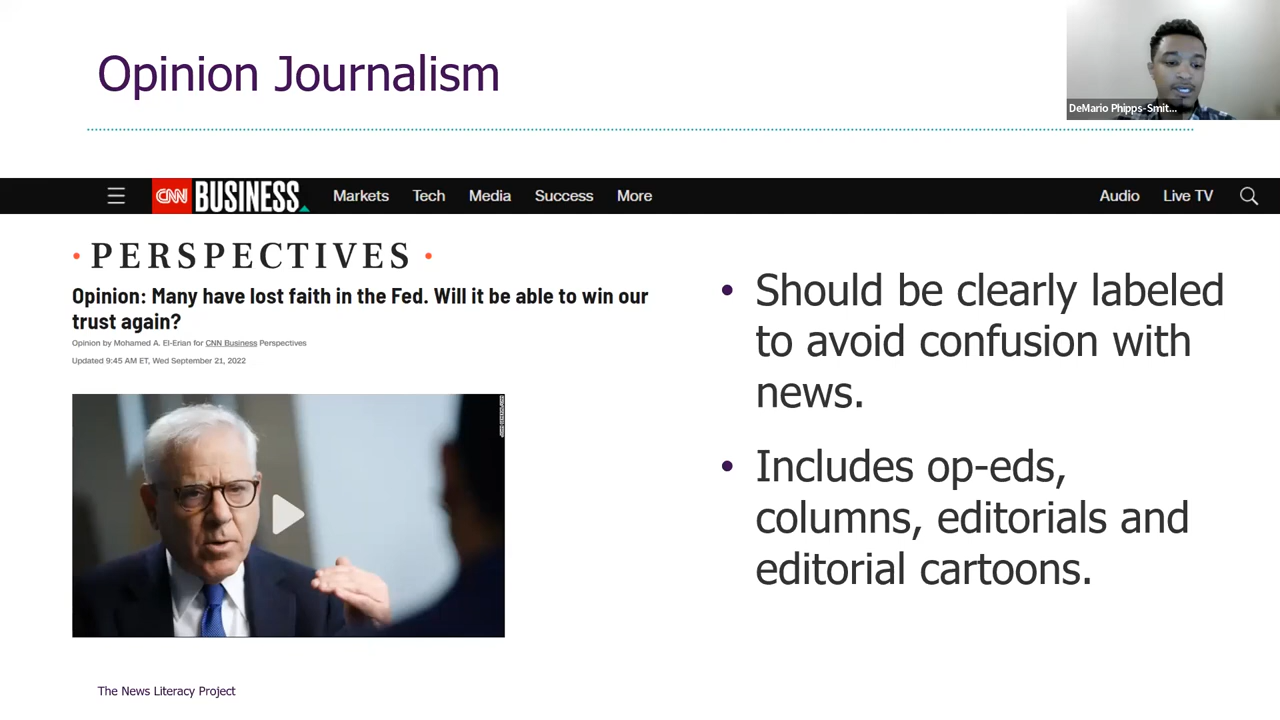 Opinion Journalism
DeMario Phipps-Smit...
CNN BUSINESS Markets Tech Media Success More Audio Live TV
• PERSPECTIVES •
Opinion: Many have lost faith in the Fed. Will it be able to win our
trust again?
Opinion by Mohamed A. El-Erian for CNN Business Perspectives
Updated 9:45 AM ET, Wed September 21, 2022
• Should be clearly labeled
to avoid confusion with
news.
• Includes op-eds,
columns, editorials and
editorial cartoons.
The News Literacy Project